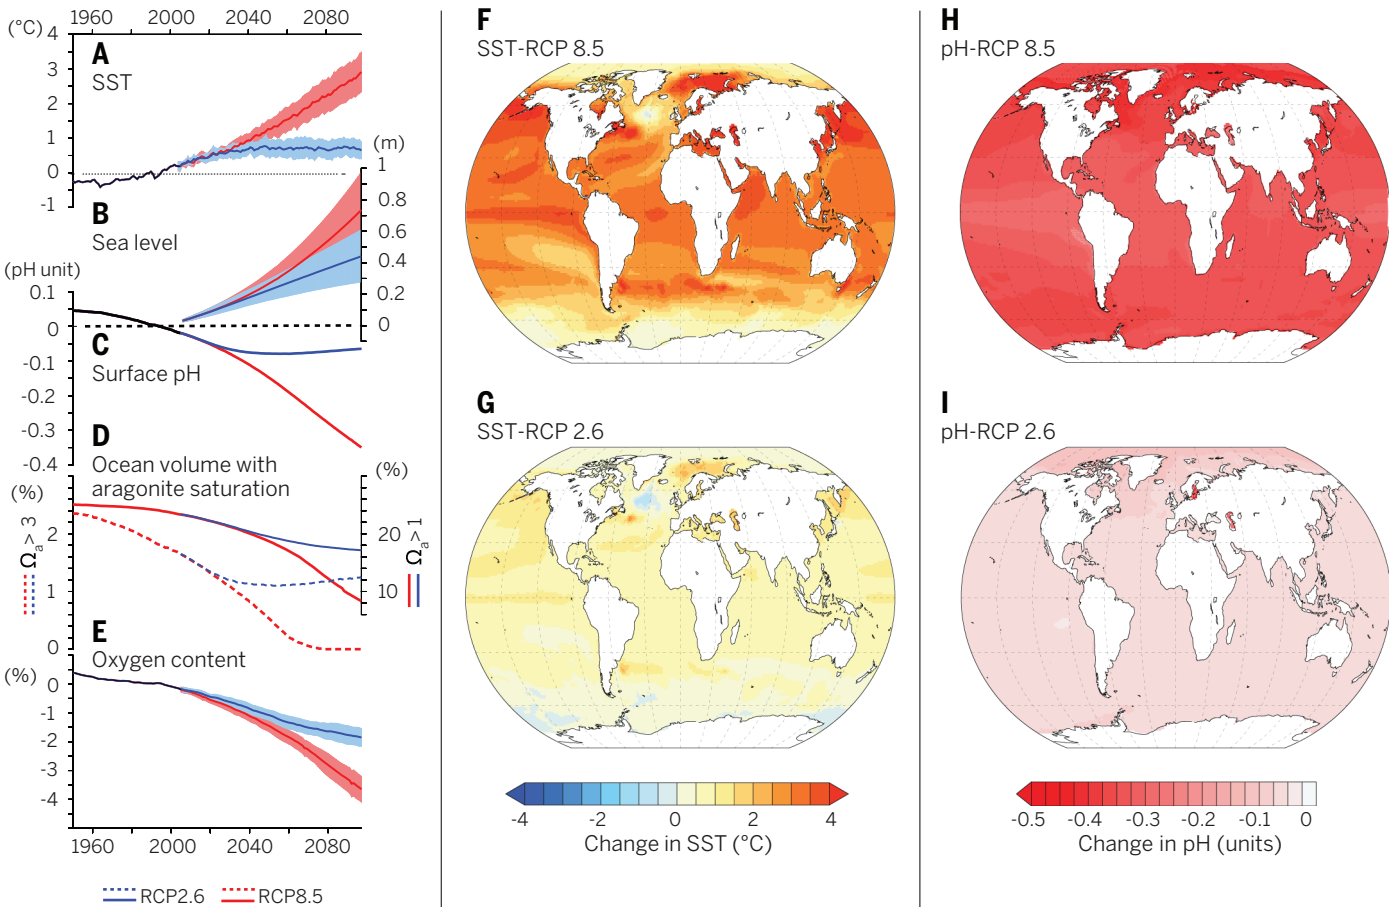 1960 2000 2040 2080
(°C)
4
3
2
1
0
-1
A
SST
(m)
1
0.8
0.6
0.4
0.2
0
B
Sea level
(pH unit)
0.1
0
-0.1
-0.2
-0.3
-0.4
C
Surface pH
D
Ocean volume with
aragonite saturation
(%)
2
1
0
Ωa> 3
(%)
20
10
Ωa>1
E
Oxygen content
(%)
0
-1
-2
-3
-4
1960 2000 2040 2080
RCP2.6 RCP8.5
F
SST-RCP 8.5
G
SST-RCP 2.6
-4 -2 0 2 4
Change in SST (°C)
H
pH-RCP 8.5
I
pH-RCP 2.6
-0.5 -0.4 -0.3 -0.2 -0.1 0
Change in pH (units)